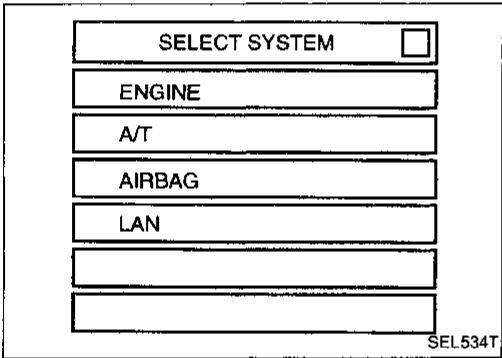 SELECT SYSTEM
ENGINE
A/T
AIRBAG
LAN
SEL534T